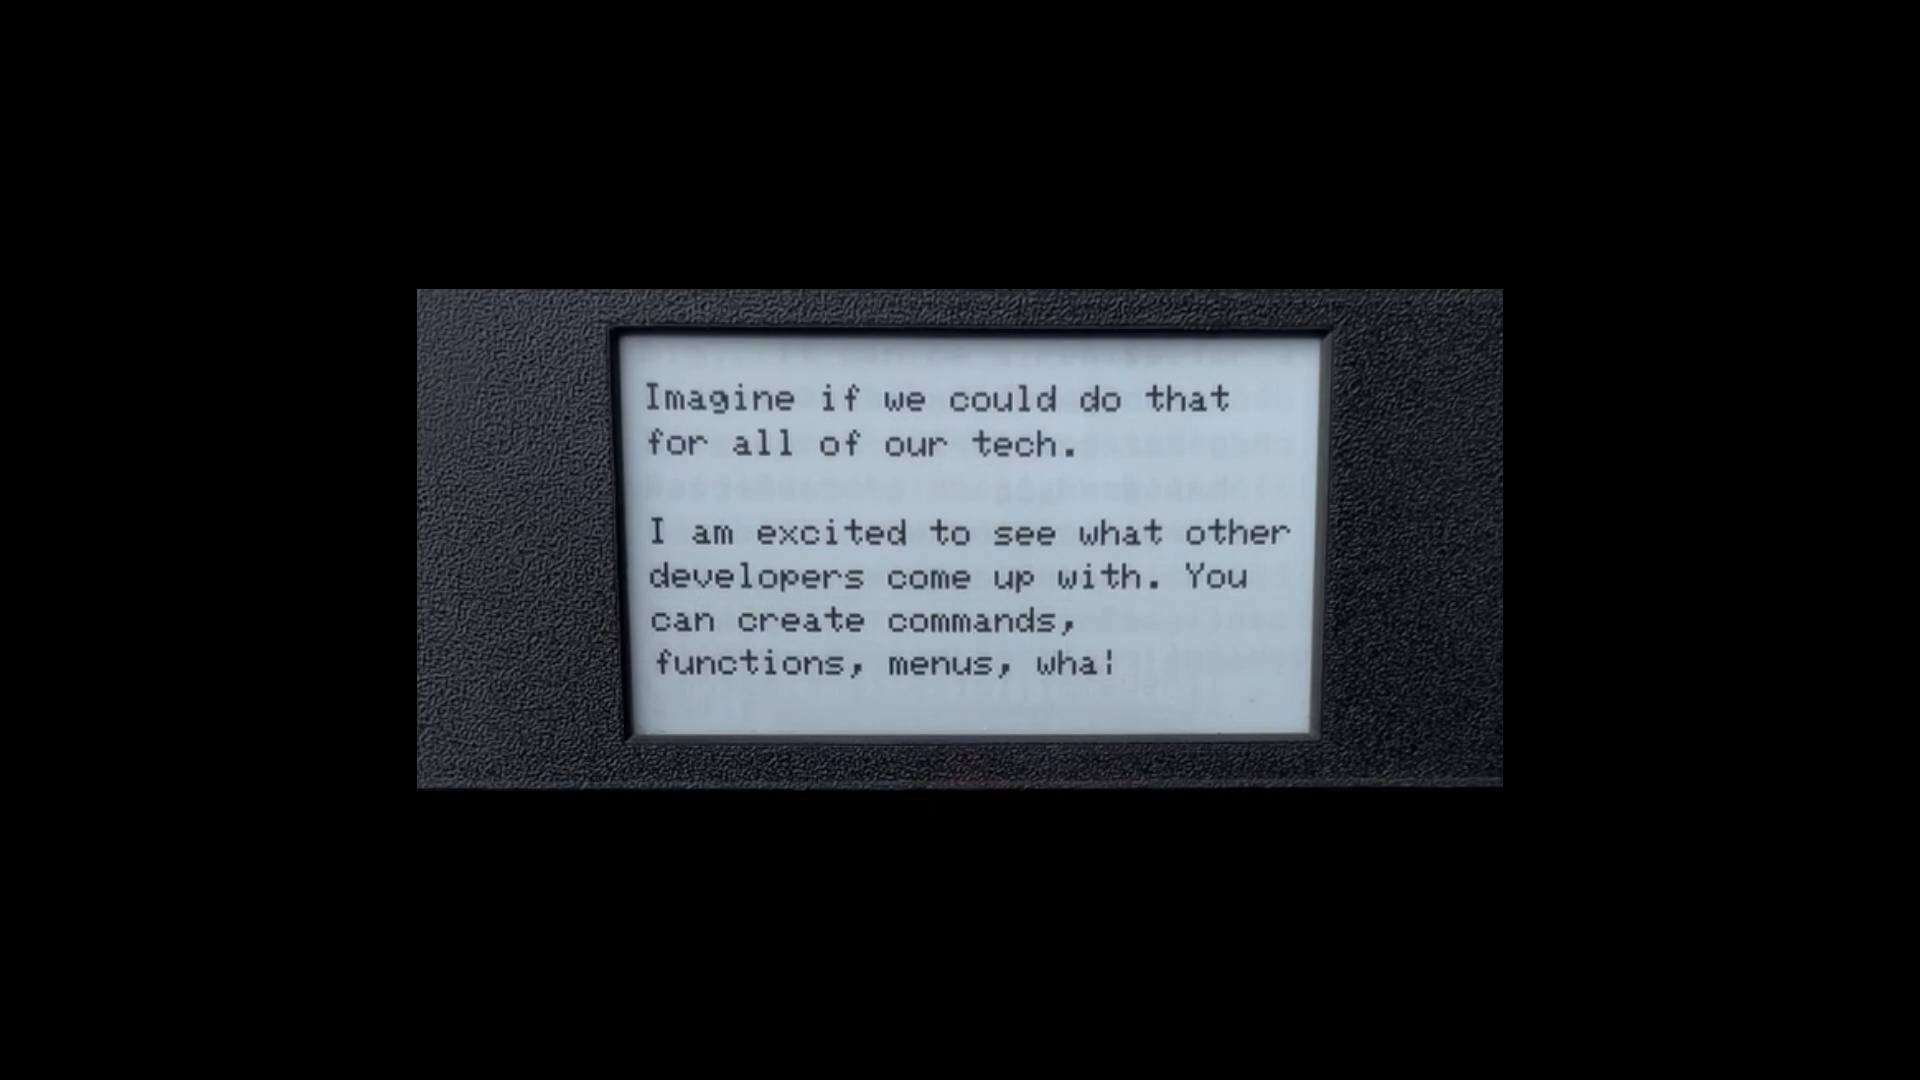 Imagine if we could do that
for all of our tech.
I am excited to see what other
developers come up with. You
can create commands,
functions, menus, wha